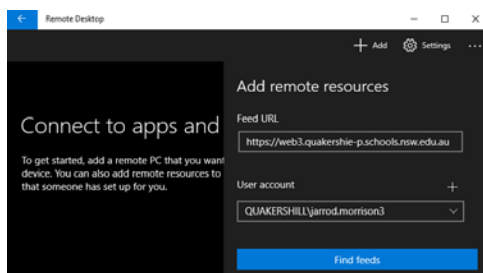 Remote Desktop
Add
Settings
Connect to apps and
To get started, add a remote PC that you want
device. You can also add remote resources to
that someone has set up for you.
Add remote resources
Feed URL
https://web3.quakershie-p.schools.nsw.edu.au
User account
QUAKERSHILL\jarrod.morrison3
Find feeds